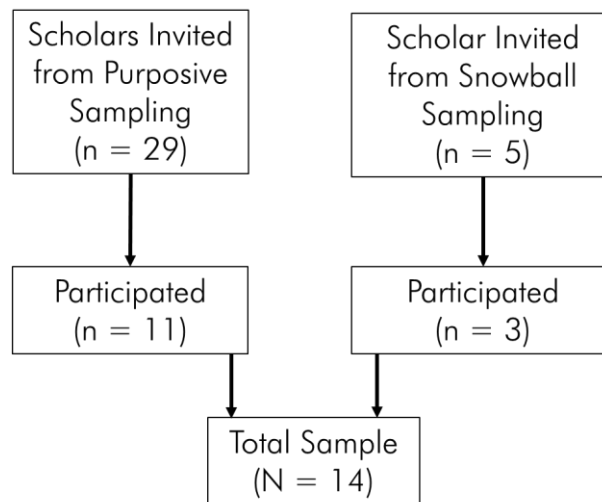 Scholars Invited
from Purposive
Sampling
(n = 29)
Scholar Invited
from Snowball
Sampling
(n = 5)
Participated
(n = 11)
Participated
(n = 3)
Total Sample
(N = 14)